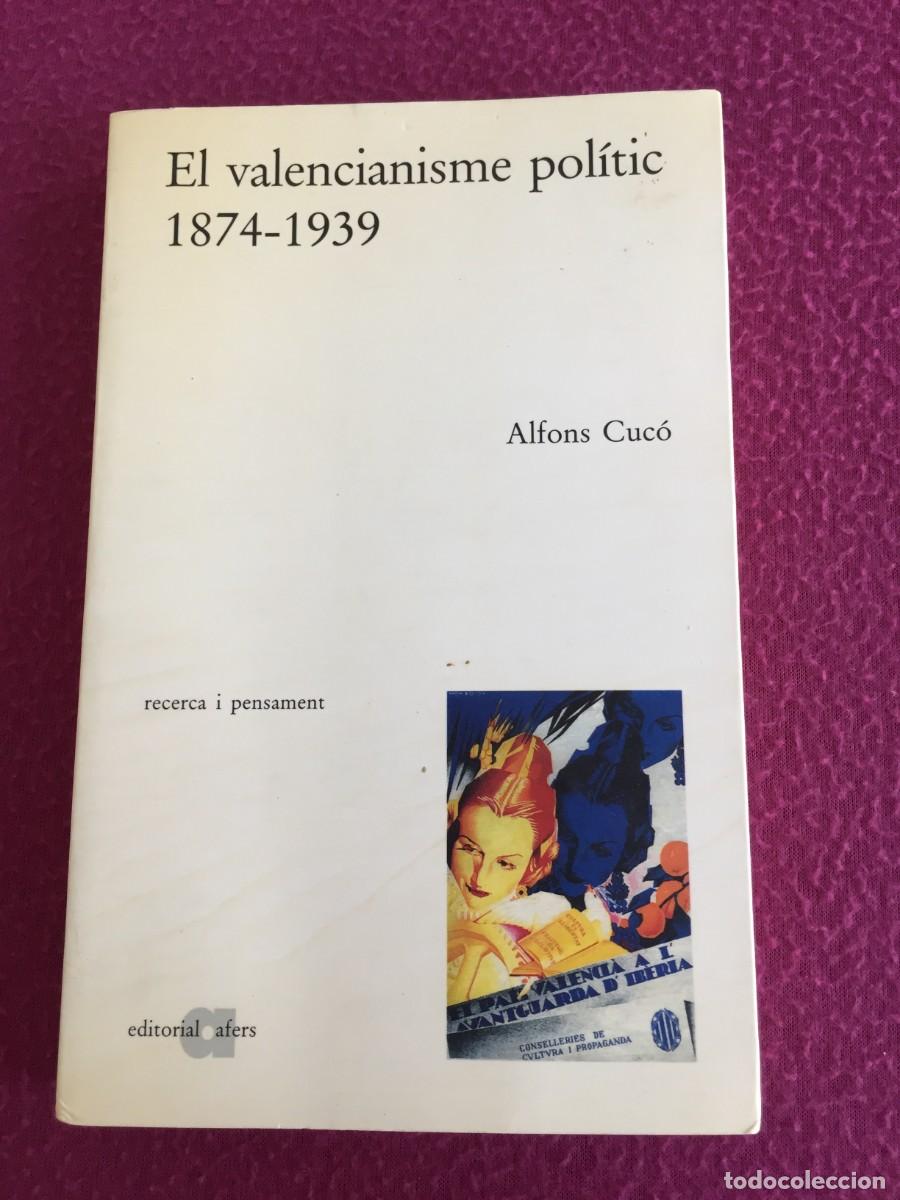 El valencianisme polític
1874-1939
Alfons Cucó
recerca i pensament
EL PAÍS VALENCIÀ A L'
AVANTGUARDA D'IBÈRIA
CONSELLERIES DE
CVLTVRA I PROPAGANDA
editorial afers
todocoleccion